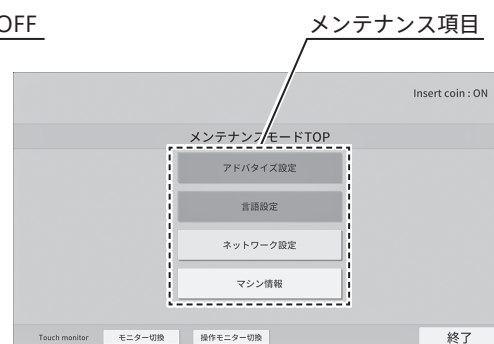 OFF
メンテナンス項目
Insert coin : ON
メンテナンスモードTOP
アドバタイズ設定
言語設定
ネットワーク設定
マシン情報
Touch monitor
モニター切換
操作モニター切換
終了